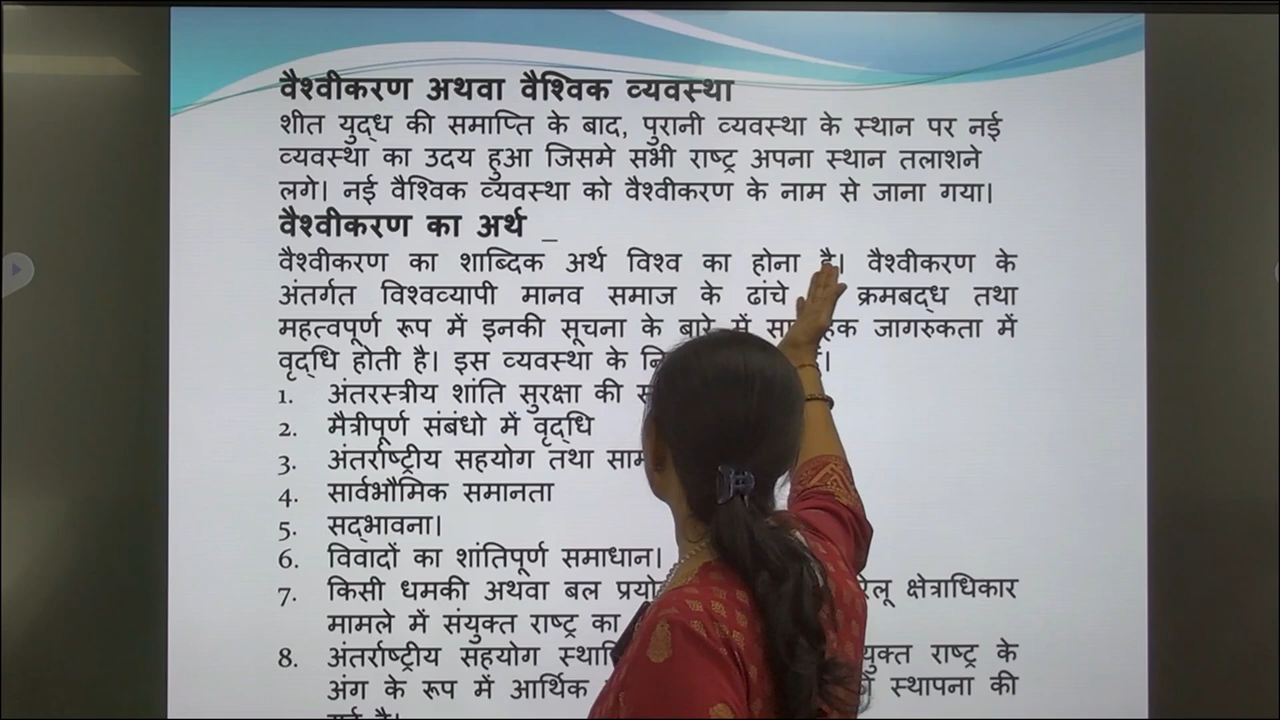 वैश्वीकरण अथवा वैश्विक व्यवस्था
शीत युद्ध की समाप्ति के बाद, पुरानी व्यवस्था के स्थान पर नई
व्यवस्था का उदय हुआ जिसमे सभी राष्ट्र अपना स्थान तलाशने
लगे। नई वैश्विक व्यवस्था को वैश्वीकरण के नाम से जाना गया।
वैश्वीकरण का अर्थ _
वैश्वीकरण का शाब्दिक अर्थ विश्व का होना है। वैश्वीकरण के
अंतर्गत विश्वव्यापी मानव समाज के ढांचे क्रमबद्ध तथा
महत्वपूर्ण रूप में इनकी सूचना के बारे में जागरुकता में
वृद्धि होती है। इस व्यवस्था के
1. अंतरस्त्रीय शांति सुरक्षा की
2. मैत्रीपूर्ण संबंधो में वृद्धि
3. अंतर्राष्ट्रीय सहयोग तथा
4. सार्वभौमिक समानता
5. सद्भावना।
6. विवादों का शांतिपूर्ण समाधान।
7. किसी धमकी अथवा बल क्षेत्राधिकार
मामले में संयुक्त राष्ट्र का
8. अंतर्राष्ट्रीय सहयोग राष्ट्र के
अंग के रूप में आर्थिक स्थापना की